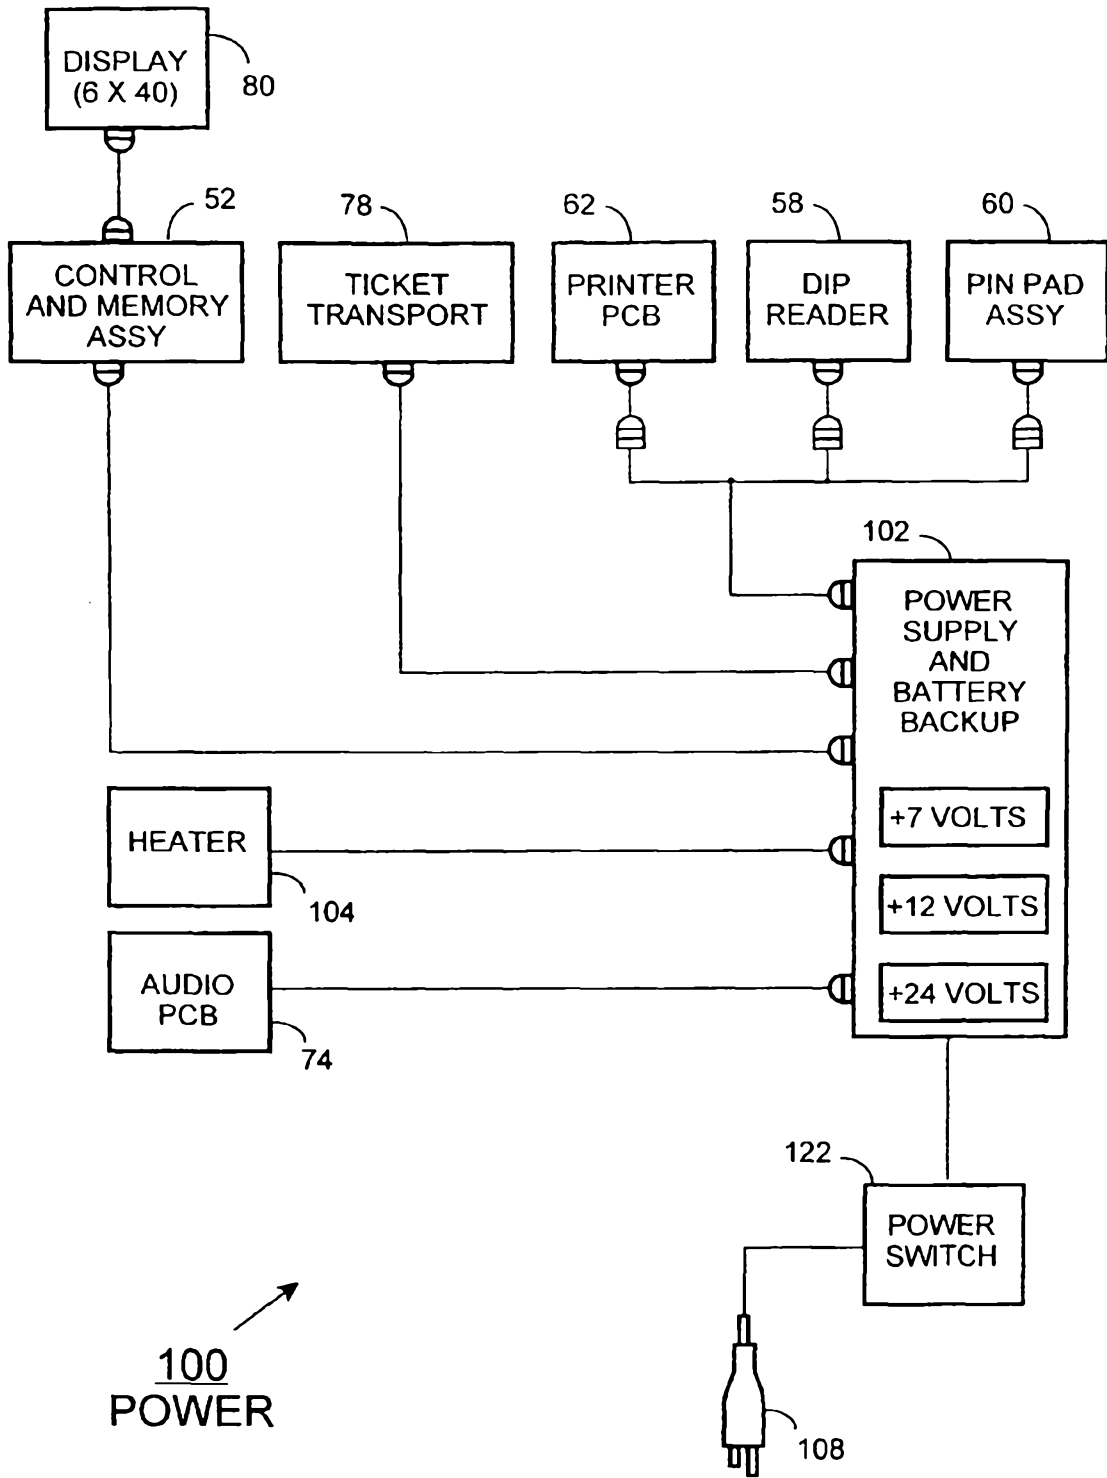 DISPLAY
(6 X 40)
80
52
78
62
58
60
CONTROL
AND MEMORY
ASSY
TICKET
TRANSPORT
PRINTER
PCB
DIP
READER
PIN PAD
ASSY
102
POWER
SUPPLY
AND
BATTERY
BACKUP
+7 VOLTS
+12 VOLTS
+24 VOLTS
HEATER
104
AUDIO
PCB
74
122
POWER
SWITCH
108
100
POWER